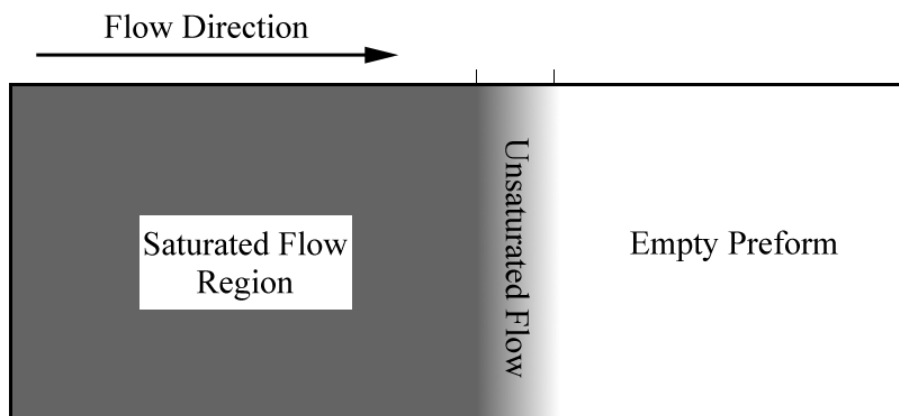 Flow Direction
Saturated Flow
Region
Unsaturated Flow
Empty Preform